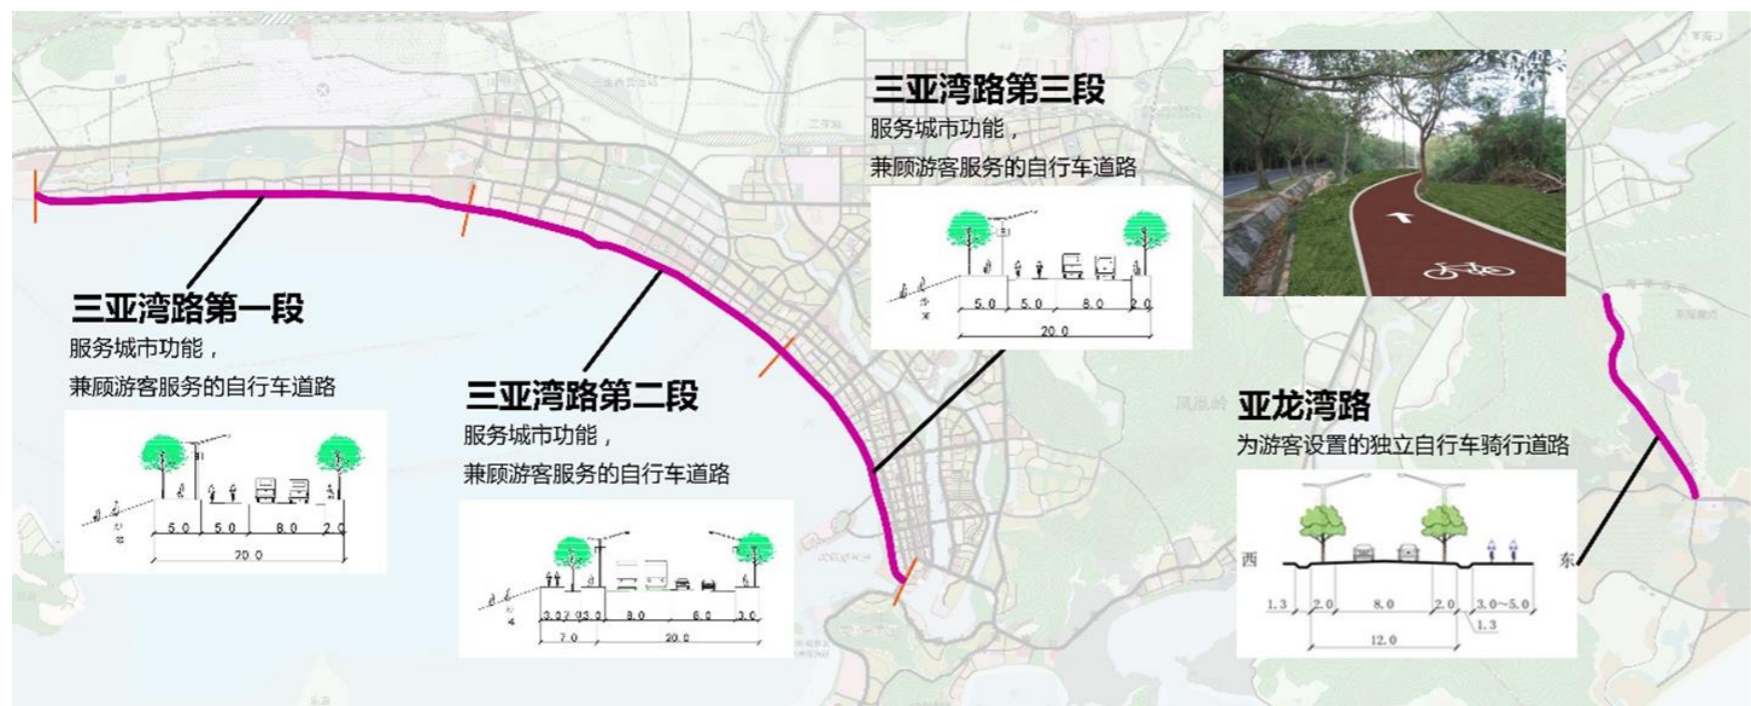 三亚湾路第一段
服务城市功能，
兼顾游客服务的自行车道路
5.0 5.0 8.0 2.0
20.0
三亚湾路第二段
服务城市功能，
兼顾游客服务的自行车道路
3.0 2.0 3.0 8.0 6.0 3.0
7.0 20.0
三亚湾路第三段
服务城市功能，
兼顾游客服务的自行车道路
5.0 5.0 8.0 2.0
20.0
凤凰岭
亚龙湾路
为游客设置的独立自行车骑行道路
西 东
1.3 2.0 8.0 2.0 3.0~5.0
1.3
12.0